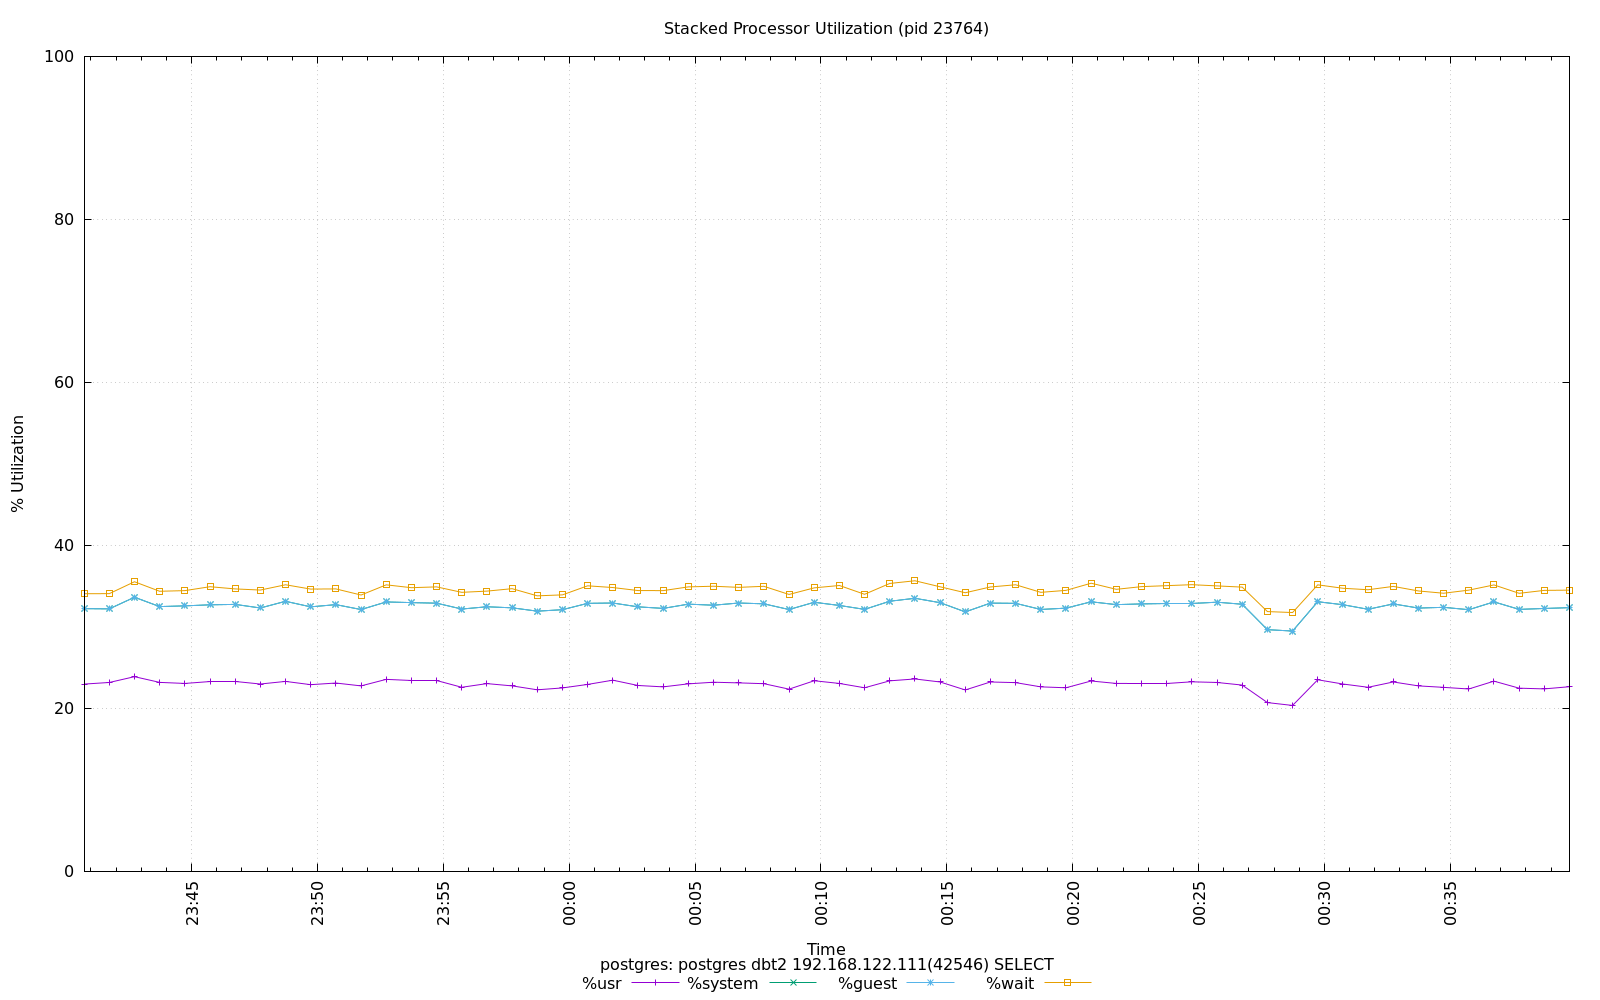 Stacked Processor Utilization (pid 23764)
100
80
60
40
20
0
% Utilization
23:45 23:50 23:55 00:00 00:05 00:10 00:15 00:20 00:25 00:30 00:35
Time
postgres: postgres dbt2 192.168.122.111(42546) SELECT
%usr %system %guest %wait